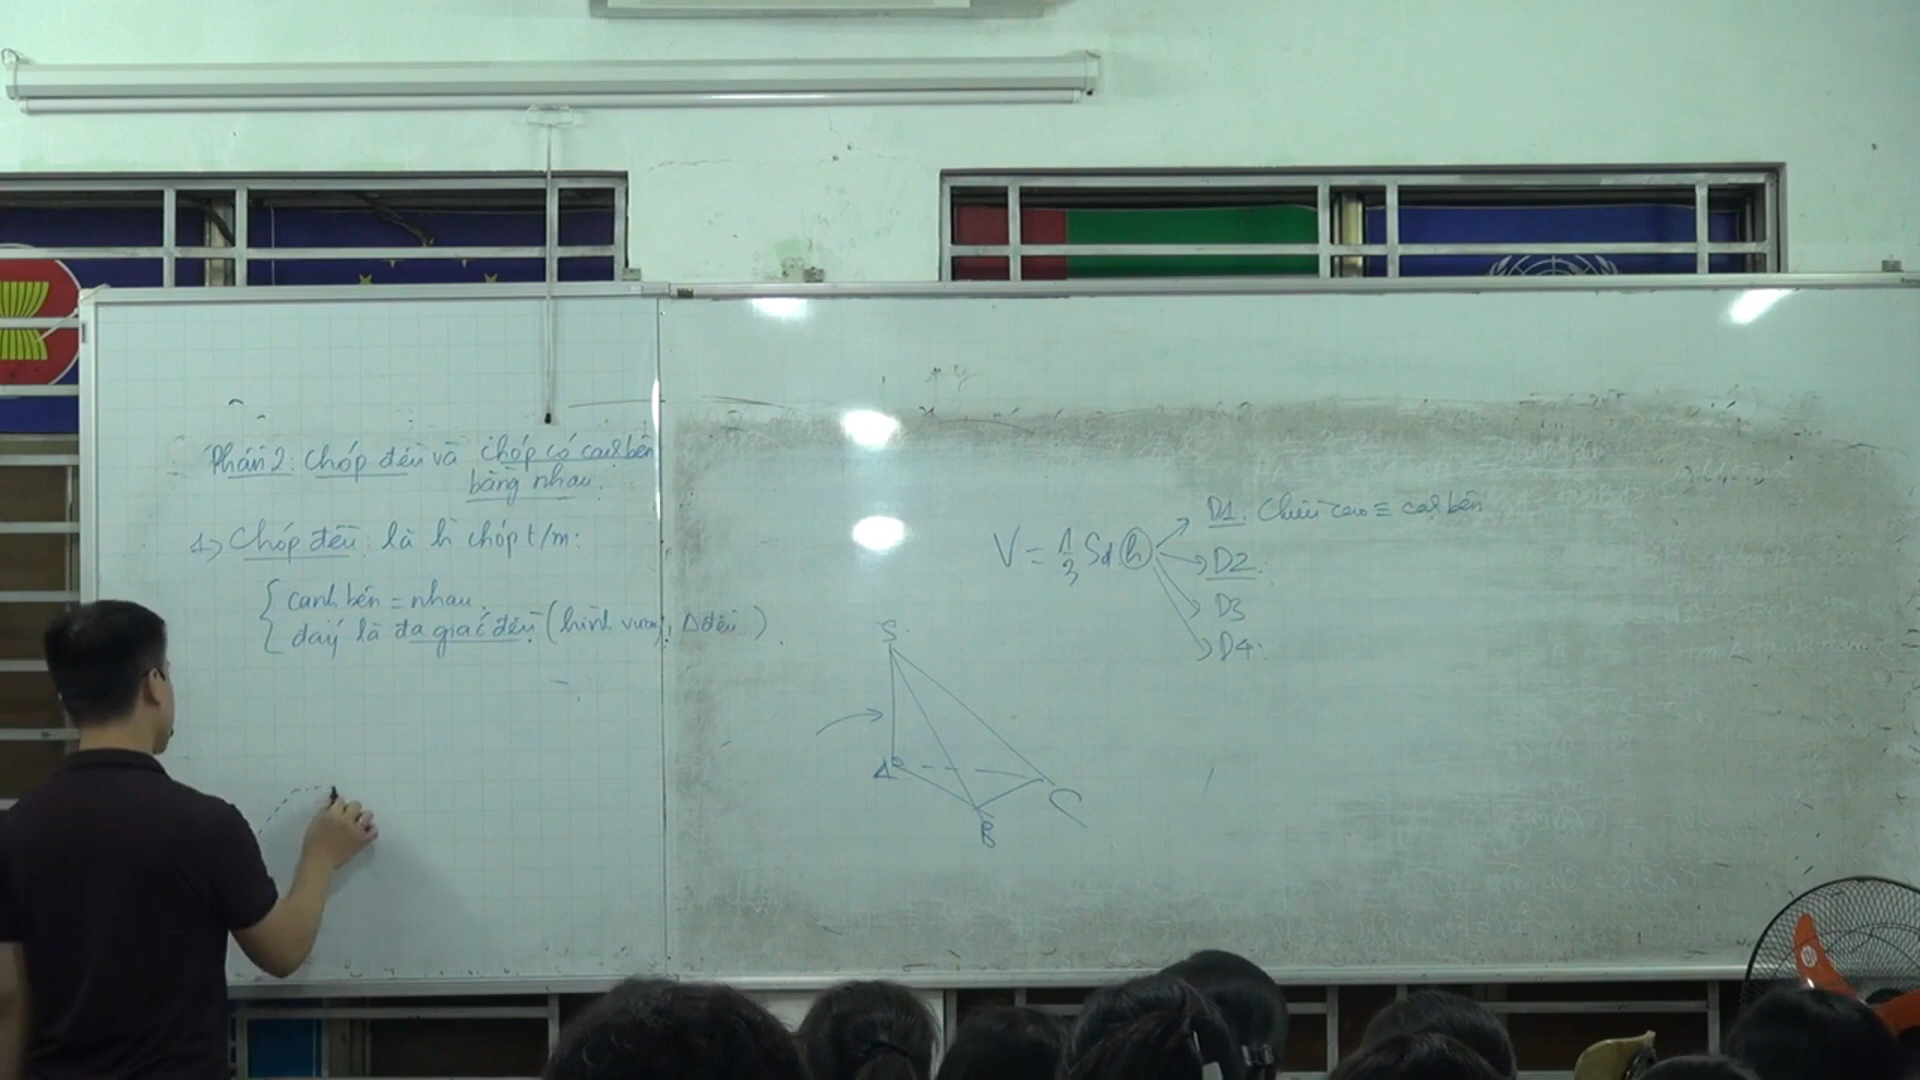 Phần 2: Chóp đều và chóp có cạnh bên
bằng nhau.
1) Chóp đều: là h chóp t/m:
cạnh bên = nhau.
đáy là đa giác đều (hình vuông, Δ đều).
V = 1/3 Sđ h
D1: Chiều cao ≡ cạnh bên
D2:
D3
D4:
S
A
B
C